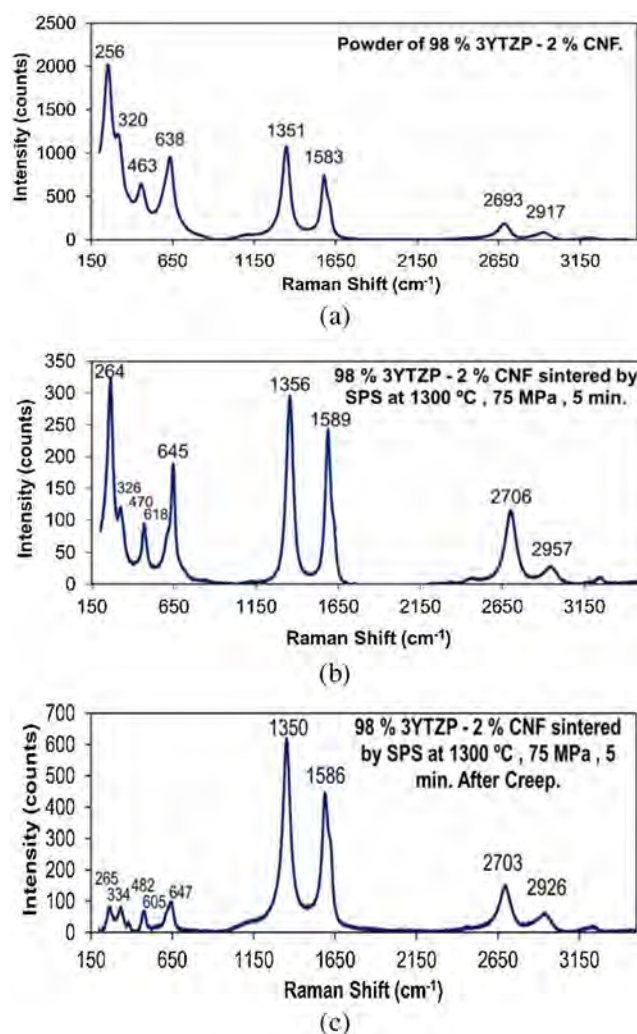 Powder of 98 % 3YTZP - 2 % CNF.
Intensity (counts)
2500
2000
1500
1000
500
0
256
320
463
638
1351
1583
2693
2917
150 650 1150 1650 2150 2650 3150
Raman Shift (cm-1)
(a)
98 % 3YTZP - 2 % CNF sintered by
SPS at 1300 ºC , 75 MPa , 5 min.
Intensity (counts)
350
300
250
200
150
100
50
0
264
326
470
618
645
1356
1589
2706
2957
150 650 1150 1650 2150 2650 3150
Raman Shift (cm-1)
(b)
98 % 3YTZP - 2 % CNF sintered
by SPS at 1300 ºC , 75 MPa , 5
min. After Creep.
Intensity (counts)
700
600
500
400
300
200
100
0
265
334
482
605
647
1350
1586
2703
2926
150 650 1150 1650 2150 2650 3150
Raman Shift (cm-1)
(c)